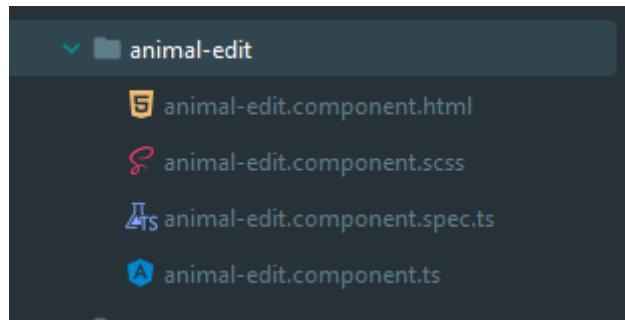 animal-edit
animal-edit.component.html
animal-edit.component.scss
TS animal-edit.component.spec.ts
animal-edit.component.ts